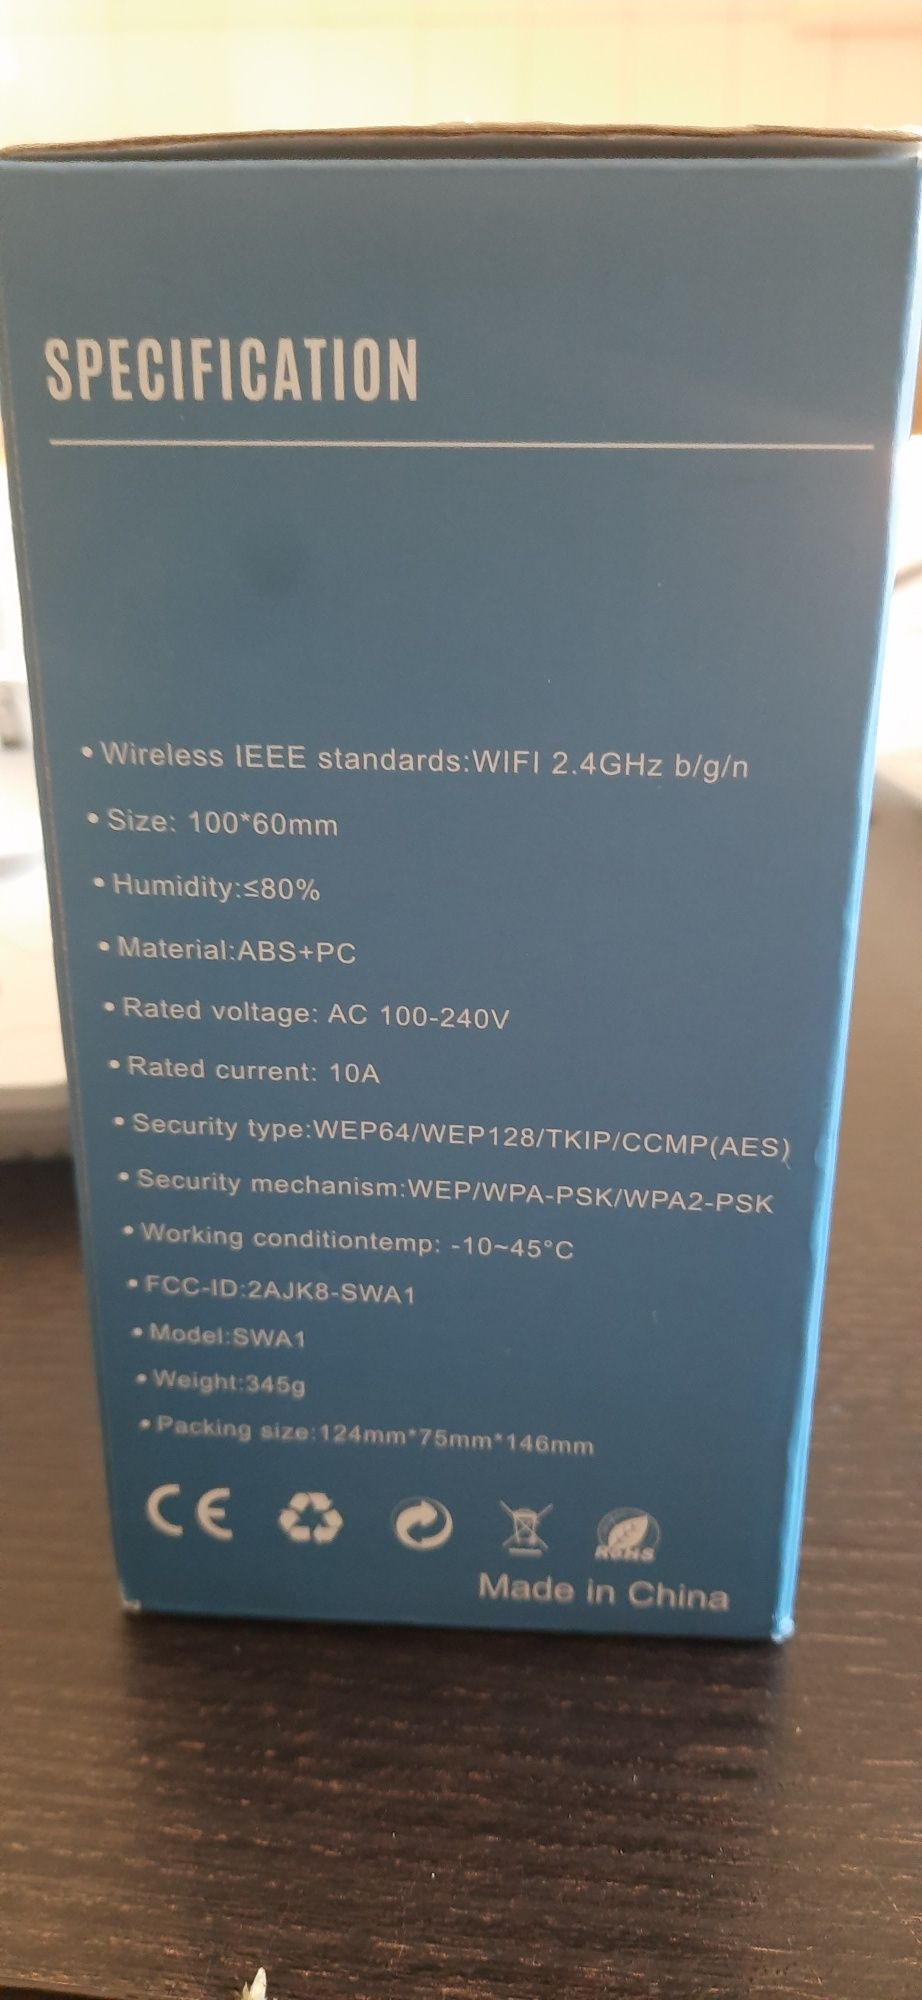 SPECIFICATION
• Wireless IEEE standards:WIFI 2.4GHz b/g/n
• Size: 100*60mm
• Humidity:≤80%
• Material:ABS+PC
• Rated voltage: AC 100-240V
• Rated current: 10A
• Security type:WEP64/WEP128/TKIP/CCMP(AES)
• Security mechanism:WEP/WPA-PSK/WPA2-PSK
• Working conditiontemp: -10~45°C
• FCC-ID:2AJK8-SWA1
• Model:SWA1
• Weight:345g
• Packing size:124mm*75mm*146mm
CE
RoHS
Made in China